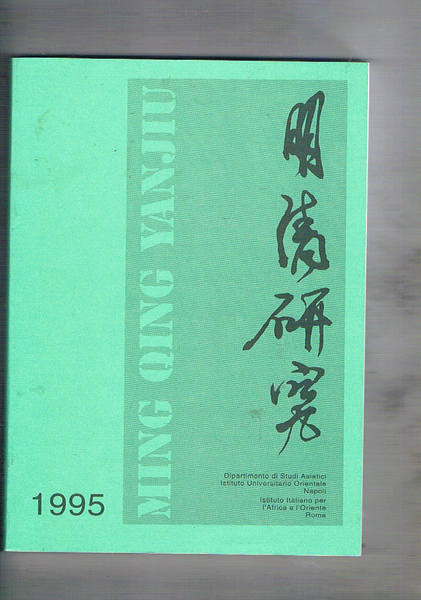 MING QING YANJIU
明清研究
Dipartimento di Studi Asiatici
Istituto Universitario Orientale
Napoli
Istituto Italiano per
l'Africa e l'Oriente
Roma
1995